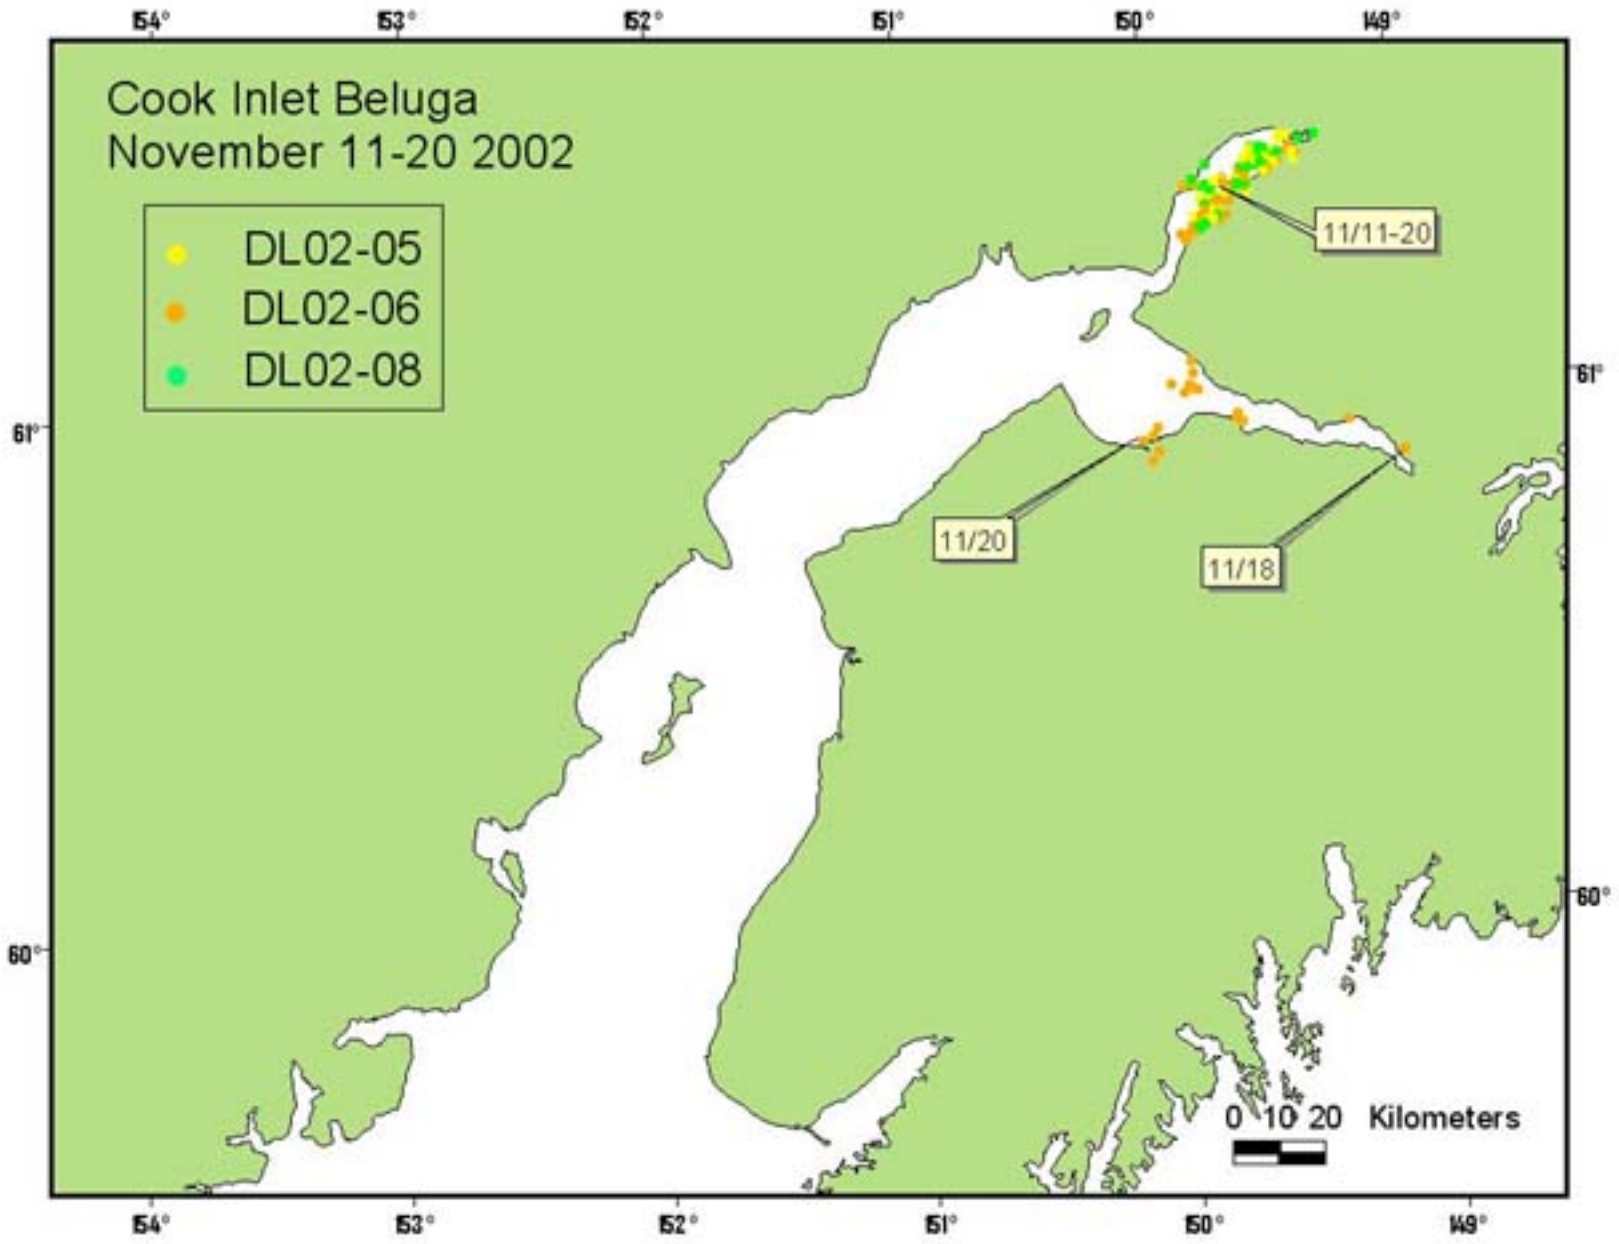 154° 153° 152° 151° 150° 149°
Cook Inlet Beluga
November 11-20 2002
DL02-05
DL02-06
DL02-08
11/11-20
61°
61°
11/20
11/18
60°
60°
0 10 20 Kilometers
154° 153° 152° 151° 150° 149°